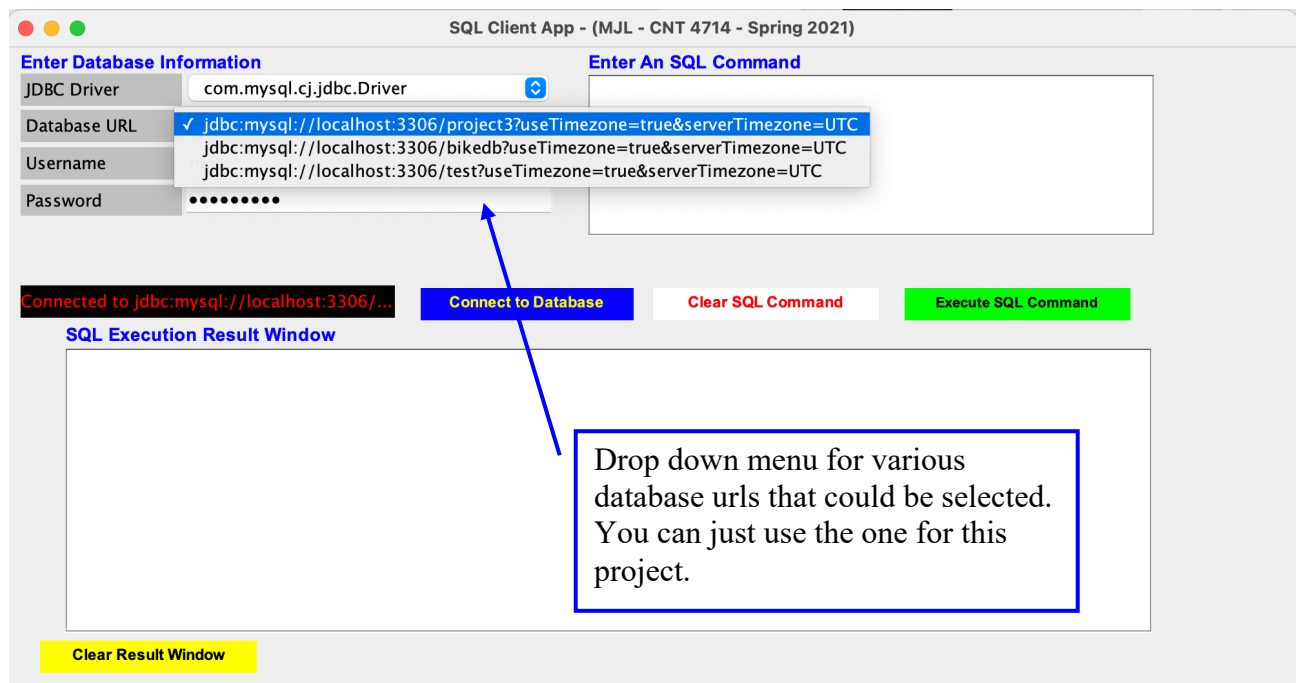 SQL Client App - (MJL - CNT 4714 - Spring 2021)
Enter Database Information
Enter An SQL Command
JDBC Driver
com.mysql.cj.jdbc.Driver
Database URL
✓ jdbc:mysql://localhost:3306/project3?useTimezone=true&serverTimezone=UTC
jdbc:mysql://localhost:3306/bikedb?useTimezone=true&serverTimezone=UTC
Username
jdbc:mysql://localhost:3306/test?useTimezone=true&serverTimezone=UTC
Password
●●●●●●●●●
Connected to jdbc:mysql://localhost:3306/...
Connect to Database
Clear SQL Command
Execute SQL Command
SQL Execution Result Window
Drop down menu for various
database urls that could be selected.
You can just use the one for this
project.
Clear Result Window